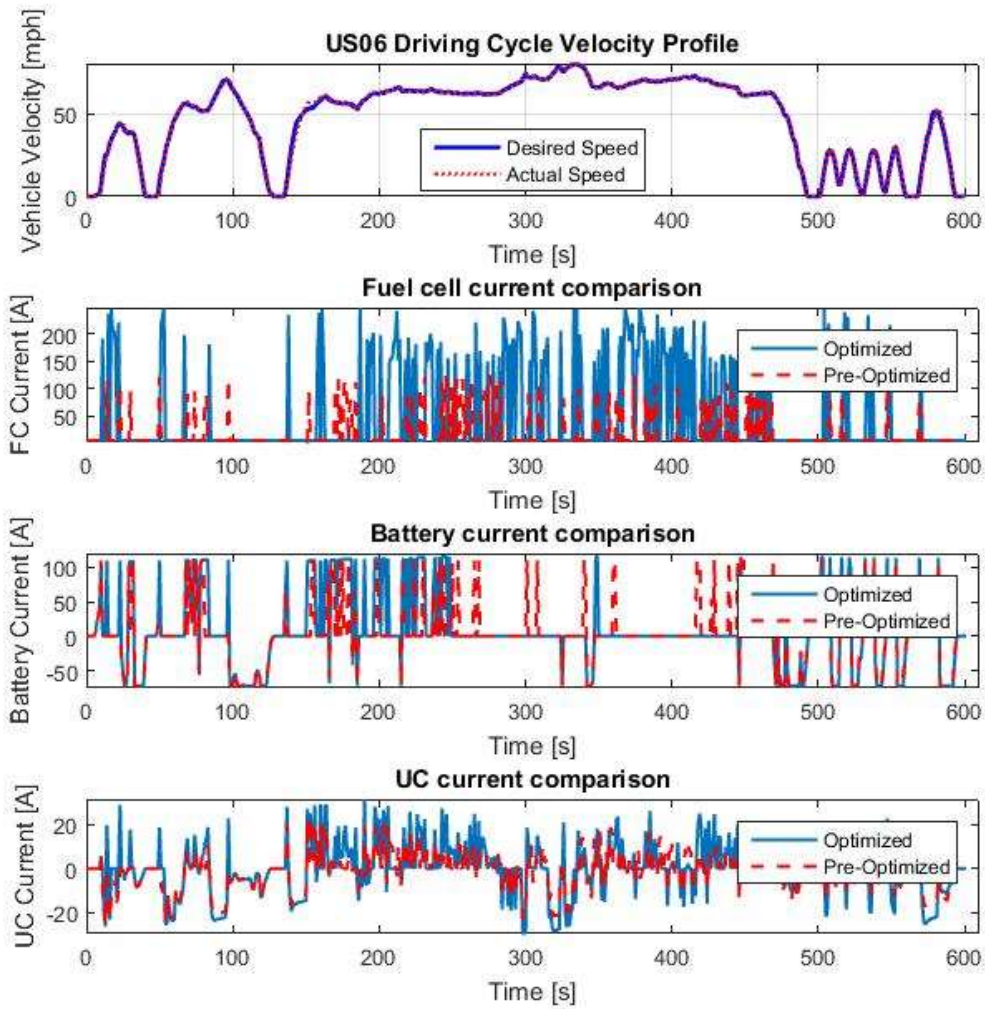 US06 Driving Cycle Velocity Profile
Vehicle Velocity [mph]
50
0
Desired Speed
Actual Speed
0 100 200 300 400 500 600
Time [s]
Fuel cell current comparison
FC Current [A]
200
150
100
50
Optimized
Pre-Optimized
0 100 200 300 400 500 600
Time [s]
Battery current comparison
Battery Current [A]
100
50
0
-50
Optimized
Pre-Optimized
0 100 200 300 400 500 600
Time [s]
UC current comparison
UC Current [A]
20
0
-20
Optimized
Pre-Optimized
0 100 200 300 400 500 600
Time [s]